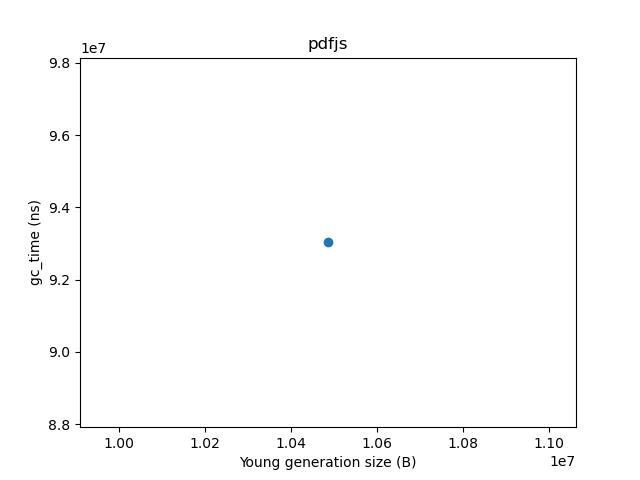 pdfjs
1e7
9.8
9.6
9.4
9.2
9.0
8.8
gc_time (ns)
1.00 1.02 1.04 1.06 1.08 1.10
1e7
Young generation size (B)